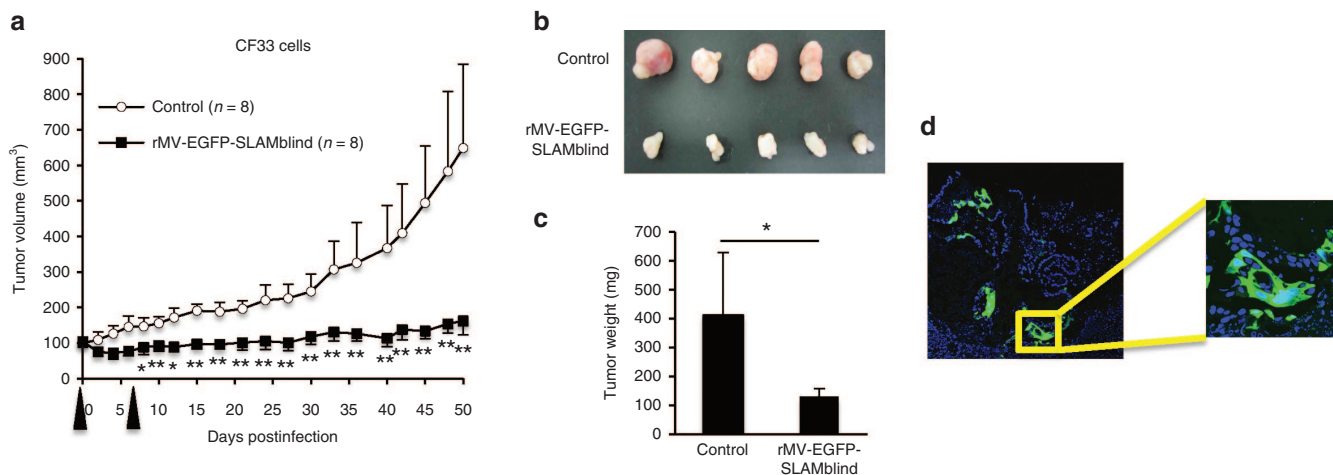 a
CF33 cells
900
800
700
600
500
400
300
200
100
0
Tumor volume (mm³)
Control (n = 8)
rMV-EGFP-SLAMblind (n = 8)
* ** * ** ** ** ** ** ** ** ** ** ** ** ** **
0 5 10 15 20 25 30 35 40 45 50
Days postinfection
b
Control
rMV-EGFP-
SLAMblind
c
700
600
500
400
300
200
100
0
Tumor weight (mg)
*
Control
rMV-EGFP-
SLAMblind
d